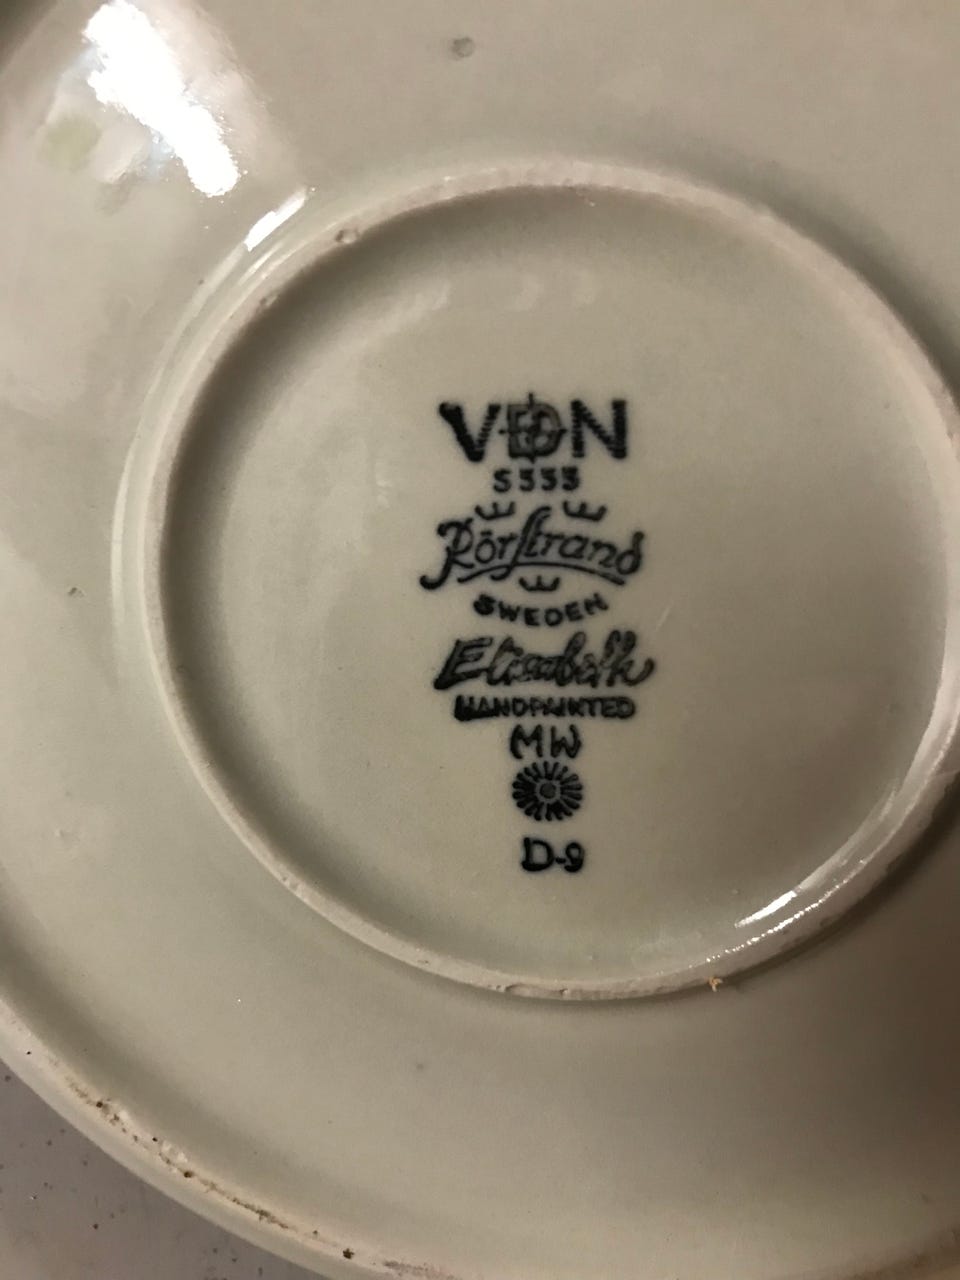 VDN
S333
Rörstrand
SWEDEN
Elisabeth
HANDPAINTED
MW
D-9